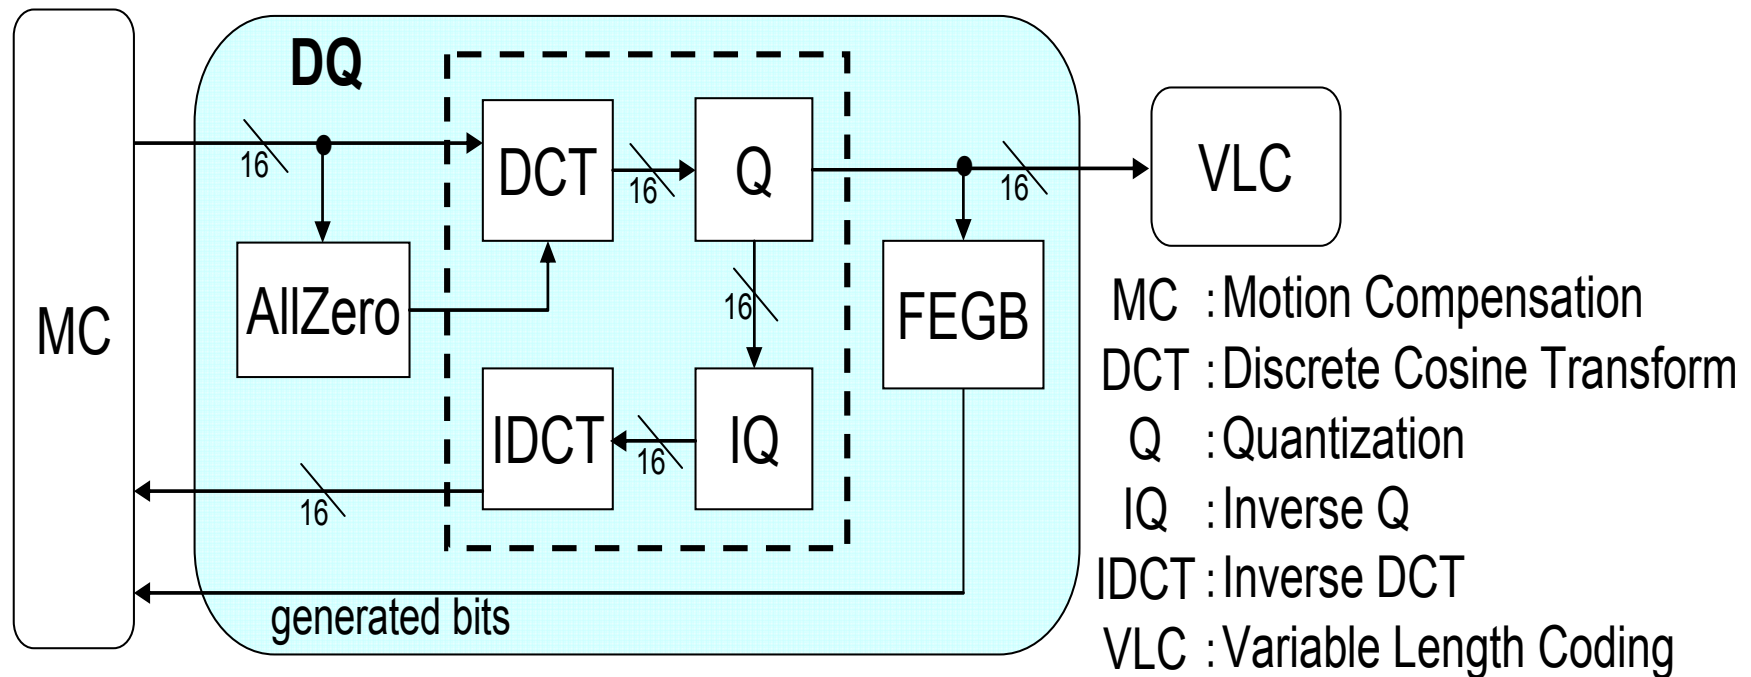 DQ
16
DCT
16
Q
16
VLC
MC
AllZero
16
FEGB
IDCT
16
IQ
16
generated bits
MC : Motion Compensation
DCT : Discrete Cosine Transform
Q : Quantization
IQ : Inverse Q
IDCT : Inverse DCT
VLC : Variable Length Coding